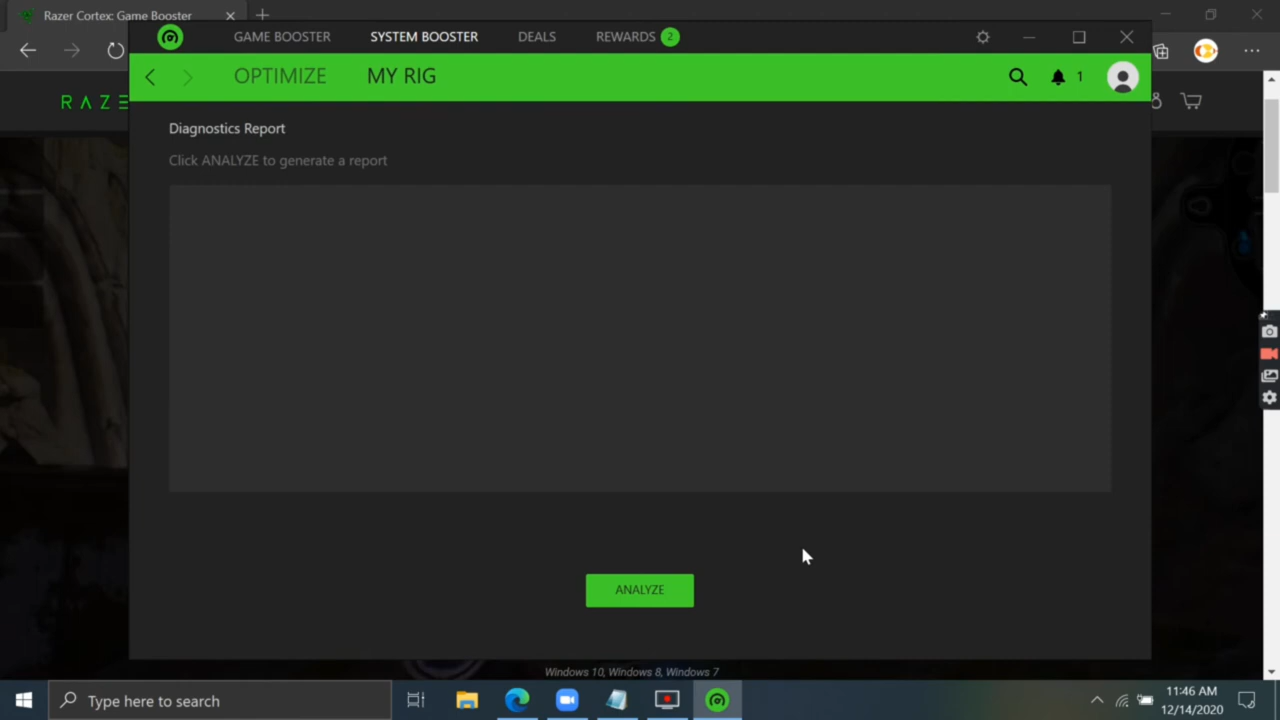 Razer Cortex: Game Booster
GAME BOOSTER
SYSTEM BOOSTER
DEALS
REWARDS 2
RAZE
OPTIMIZE
MY RIG
1
Diagnostics Report
Click ANALYZE to generate a report
ANALYZE
Windows 10, Windows 8, Windows 7
Type here to search
11:46 AM
12/14/2020